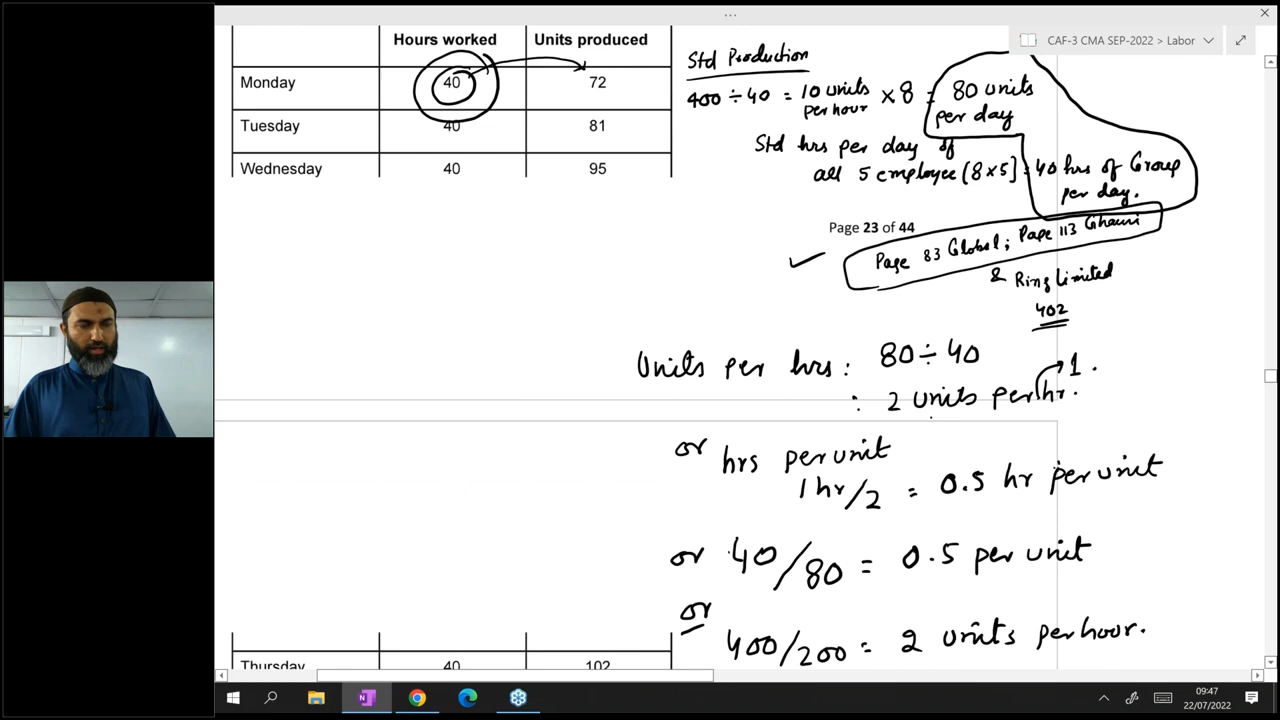 CAF-3 CMA SEP-2022 > Labor
Hours worked Units produced
Monday 40 72
Tuesday 40 81
Wednesday 40 95
Std Production
400 ÷ 40 = 10 units per hour × 8 = 80 units per day
Std hrs per day of
all 5 employee (8 × 5) = 40 hrs of Group
per day.
Page 23 of 44
Page 83 Global; Page 113 Ghani
& Ring Limited
402
Units per hrs : 80 ÷ 40
: 2 units per hr. 1.
or hrs per unit
1 hr/2 = 0.5 hr per unit
or 40/80 = 0.5 per unit
or
400/200 = 2 units per hour.
Thursday 40 102
09:47
22/07/2022